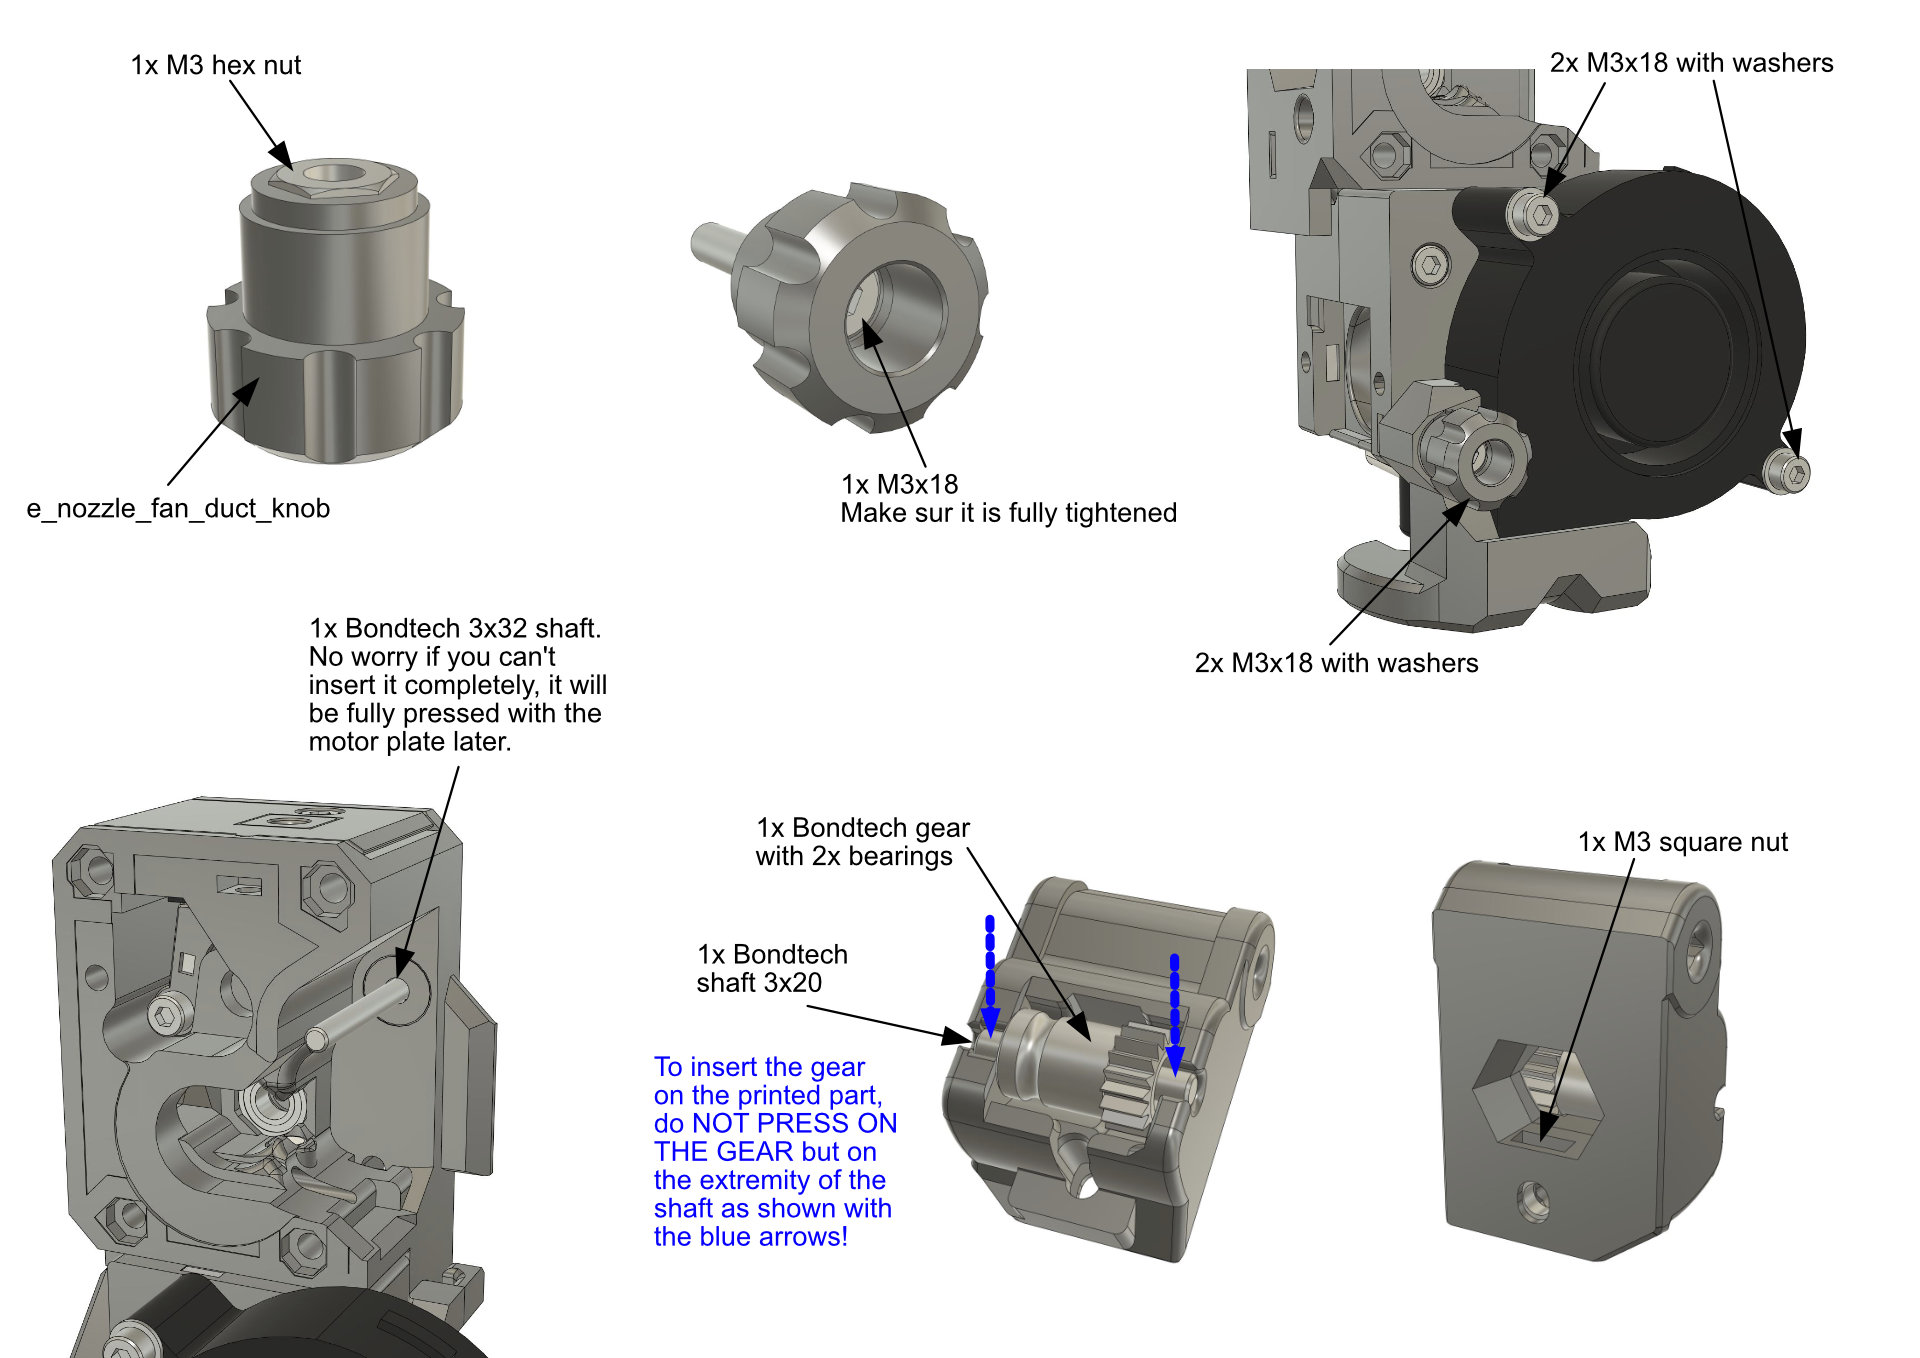 1x M3 hex nut
2x M3x18 with washers
1x M3x18
Make sur it is fully tightened
e_nozzle_fan_duct_knob
2x M3x18 with washers
1x Bondtech 3x32 shaft.
No worry if you can't
insert it completely, it will
be fully pressed with the
motor plate later.
1x Bondtech gear
with 2x bearings
1x M3 square nut
1x Bondtech
shaft 3x20
To insert the gear
on the printed part,
do NOT PRESS ON
THE GEAR but on
the extremity of the
shaft as shown with
the blue arrows!